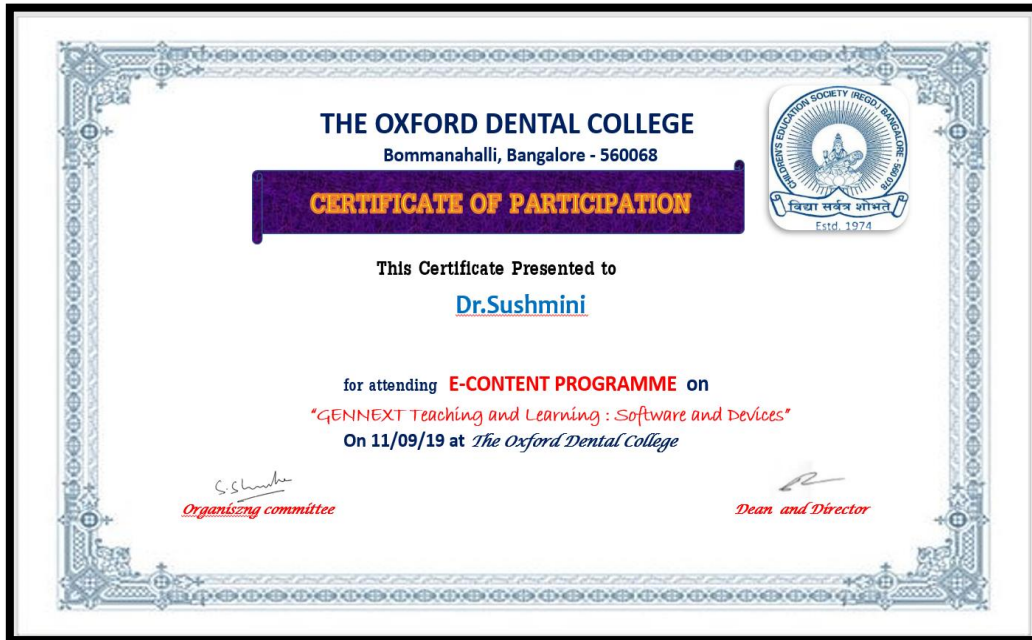 THE OXFORD DENTAL COLLEGE
Bommanahalli, Bangalore - 560068
CHILDREN'S EDUCATION SOCIETY (REGD.) BANGALORE - 560 078
विद्या सर्वत्र शोभते
Estd. 1974
CERTIFICATE OF PARTICIPATION
This Certificate Presented to
Dr.Sushmini
for attending E-CONTENT PROGRAMME on
"GENNEXT Teaching and Learning : Software and Devices"
On 11/09/19 at The Oxford Dental College
Organiszng committee
Dean and Director